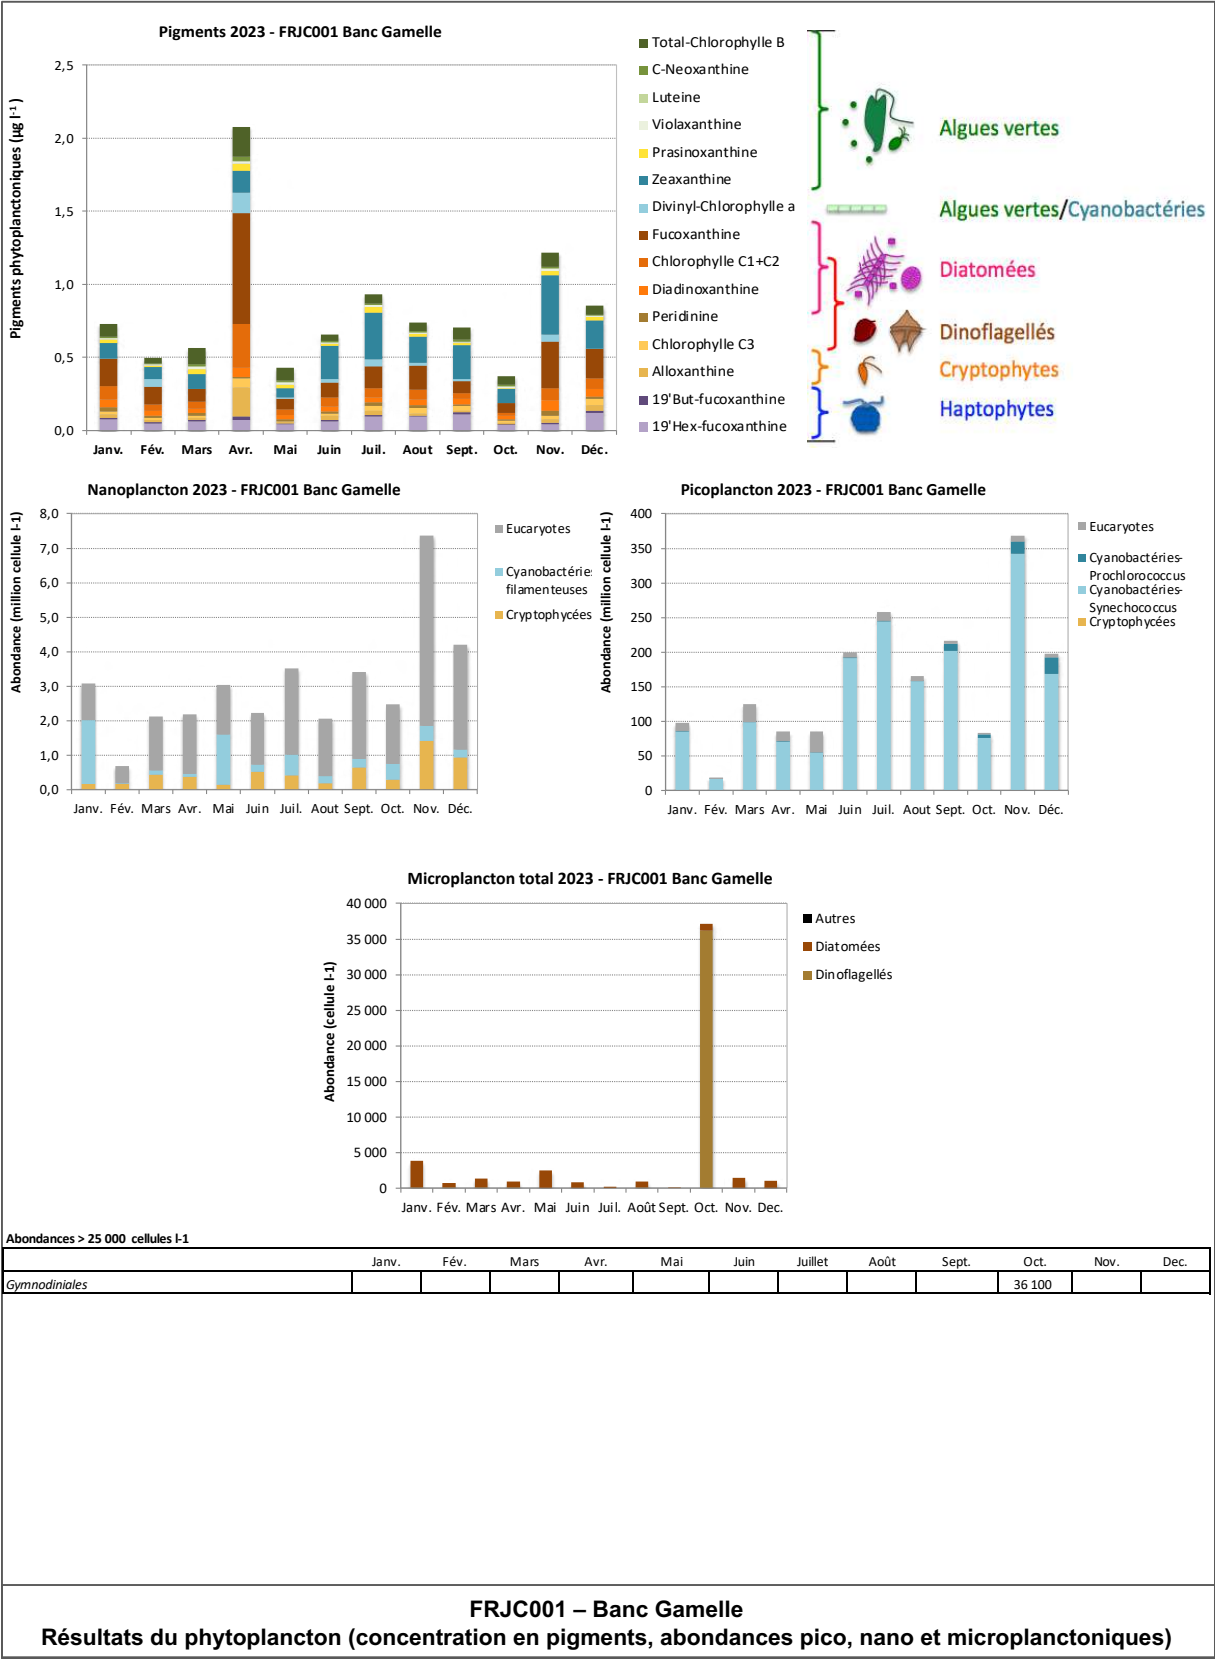 Pigments 2023 - FRJC001 Banc Gamelle
Pigments phytoplanctoniques (µg l-1 )
2,5
2,0
1,5
1,0
0,5
0,0
Janv. Fév. Mars Avr. Mai Juin Juil. Aout Sept. Oct. Nov. Déc.
Total-Chlorophylle B
C-Neoxanthine
Luteine
Violaxanthine
Prasinoxanthine
Zeaxanthine
Divinyl-Chlorophylle a
Fucoxanthine
Chlorophylle C1+C2
Diadinoxanthine
Peridinine
Chlorophylle C3
Alloxanthine
19'But-fucoxanthine
19'Hex-fucoxanthine
Algues vertes
Algues vertes/Cyanobactéries
Diatomées
Dinoflagellés
Cryptophytes
Haptophytes
Nanoplancton 2023 - FRJC001 Banc Gamelle
Abondance (million cellule l-1)
8,0
7,0
6,0
5,0
4,0
3,0
2,0
1,0
0,0
Janv. Fév. Mars Avr. Mai Juin Juil. Aout Sept. Oct. Nov. Déc.
Eucaryotes
Cyanobactéries
filamenteuses
Cryptophycées
Picoplancton 2023 - FRJC001 Banc Gamelle
Abondance (million cellule l-1)
400
350
300
250
200
150
100
50
0
Janv. Fév. Mars Avr. Mai Juin Juil. Aout Sept. Oct. Nov. Déc.
Eucaryotes
Cyanobactéries-
Prochlorococcus
Cyanobactéries-
Synechococcus
Cryptophycées
Microplancton total 2023 - FRJC001 Banc Gamelle
Abondance (cellule l-1)
40 000
35 000
30 000
25 000
20 000
15 000
10 000
5 000
0
Janv. Fév. Mars Avr. Mai Juin Juil. Août Sept. Oct. Nov. Dec.
Autres
Diatomées
Dinoflagellés
Abondances > 25 000 cellules l-1
Janv. Fév. Mars Avr. Mai Juin Juillet Août Sept. Oct. Nov. Dec.
Gymnodiniales 36 100
FRJC001 – Banc Gamelle
Résultats du phytoplancton (concentration en pigments, abondances pico, nano et microplanctoniques)